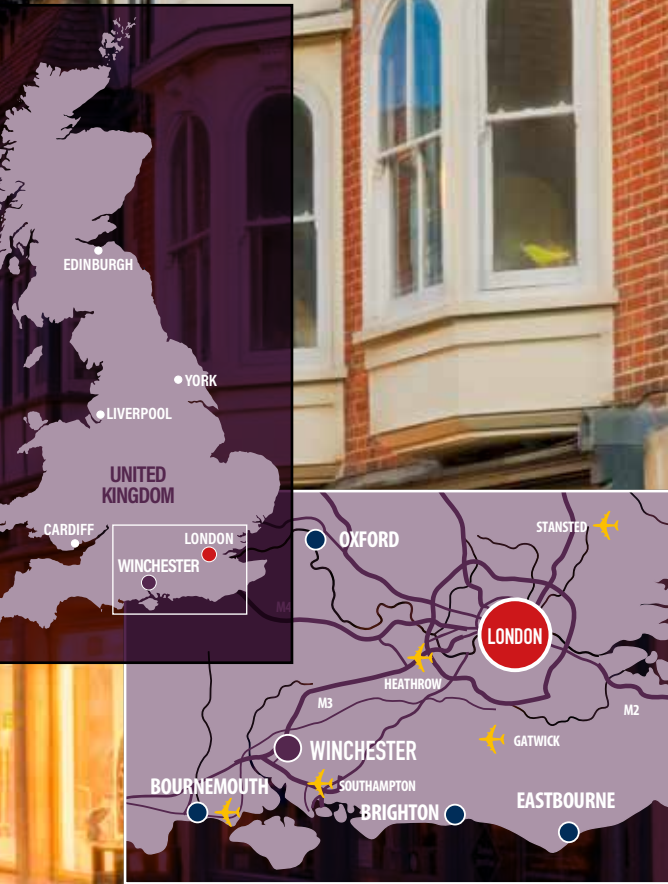 EDINBURGH
YORK
LIVERPOOL
UNITED
KINGDOM
CARDIFF
LONDON
WINCHESTER
STANSTED
OXFORD
M4
LONDON
HEATHROW
M3
M2
GATWICK
WINCHESTER
BOURNEMOUTH
SOUTHAMPTON
BRIGHTON
EASTBOURNE